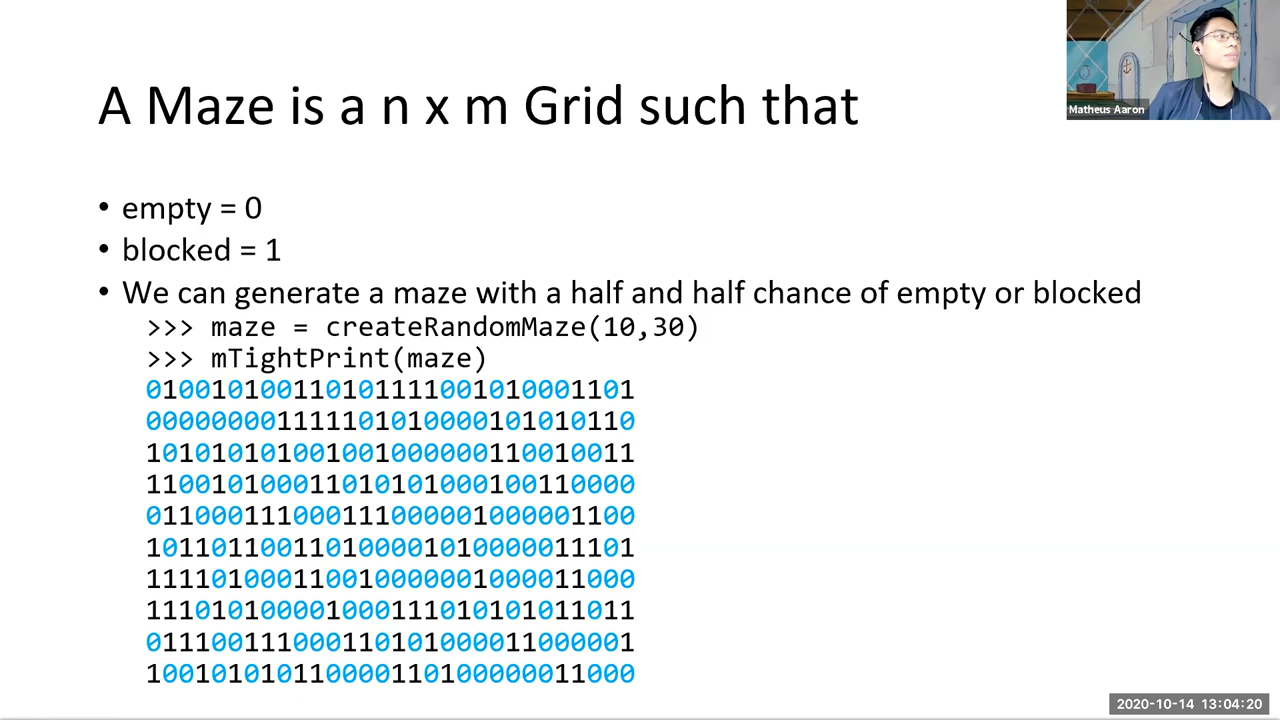 A Maze is a n x m Grid such that
Matheus Aaron
• empty = 0
• blocked = 1
• We can generate a maze with a half and half chance of empty or blocked
>>> maze = createRandomMaze(10,30)
>>> mTightPrint(maze)
010010100110101111001010001101
000000001111101010000101010110
101010101001001000000110010011
110010100011010101000100110000
011000111000111000001000001100
101101100110100001010000011101
111101000110010000001000011000
111010100001000111010101011011
011100111000110101000011000001
100101010110000110100000011000
2020-10-14 13:04:20